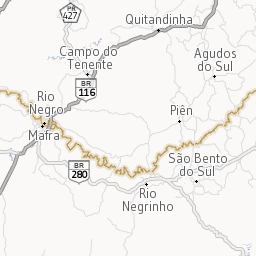 PR
427
Quitandinha
Campo do
Tenente
Agudos
do Sul
BR
116
Rio
Negro
Mafra
Piên
BR
280
São Bento
do Sul
Rio
Negrinho